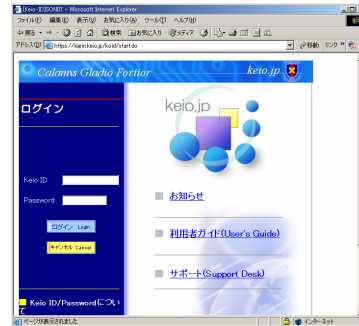 [Keio-ID]SON01 - Microsoft Internet Explorer
ファイル(F) 編集(E) 表示(V) お気に入り(A) ツール(T) ヘルプ(H)
戻る 検索 お気に入り メディア
アドレス(D) https://login.keio.jp/koid/start.do 移動 リンク
Calamvs Gladio Fortior keio.jp
ログイン
keio.jp
Keio ID
Password
ログイン Login
キャンセル Cancel
お知らせ
利用者ガイド(User's Guide)
サポート(Support Desk)
Keio ID/Passwordについ
て
ページが表示されました インターネット